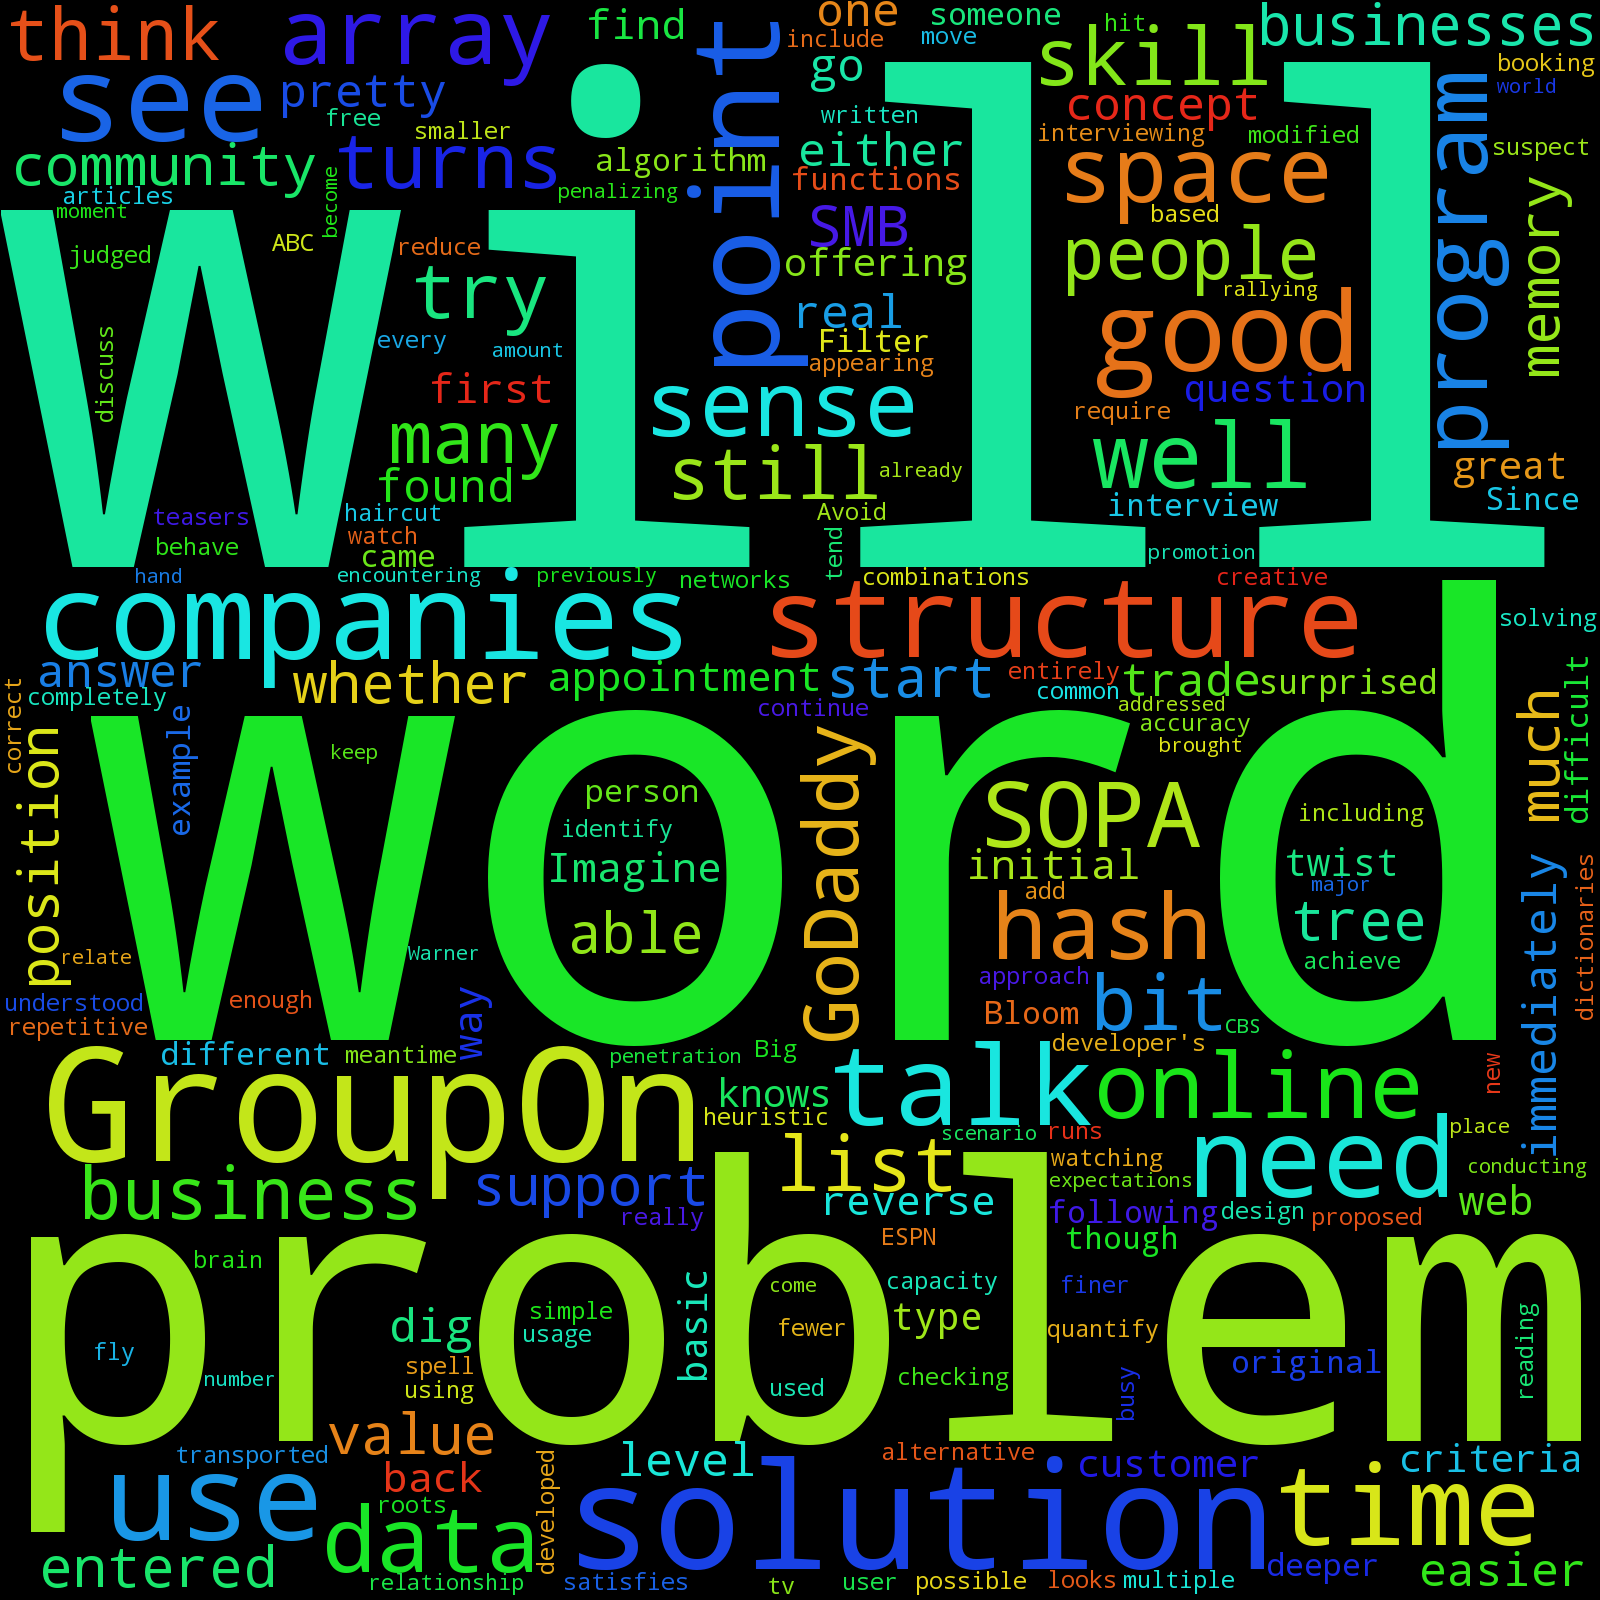 think
array
find
one
include
someone
move
hit
skill
businesses
see
pretty
free
smaller
point
go
written
concept
booking
world
program
community
turns
algorithm
either
interviewing
modified
suspect
articles
become
penalizing
functions
space
memory
moment
will
judged
ABC
reduce
SMB
based
offering
people
try
rallying
discuss
every
amount
real
Filter
appearing
good
first
sense
question
require
many
still
already
well
great
found
interview
Since
teasers
haircut
Avoid
behave
watch
came
tend
promotion
hand
encountering
previously
networks
combinations
creative
companies
structure
solving
answer
whether
appointment
start
entirely
common
trade
surprised
completely
continue
addressed
accuracy
brought
much
difficult
correct
position
example
keep
word
GoDaddy
person
identify
Imagine
able
SOPA
including
initial
twist
major
add
hash
tree
achieve
immediately
dictionaries
relate
Warner
approach
understood
enough
way
Bloom
bit
CBS
repetitive
different
meantime
penetration
Big
developer's
new
GroupOn
knows
heuristic
talk
online
scenario
runs
place
list
watching
need
conducting
business
support
expectations
reverse
web
really
following
design
proposed
ESPN
though
problem
brain
basic
come
capacity
finer
simple
usage
dig
fewer
type
quantify
reading
fly
number
spell
using
used
checking
busy
original
value
transported
level
alternative
customer
criteria
back
use
roots
developed
solution
time
data
entered
relationship
satisfies
tv
user
possible
looks
multiple
deeper
easier